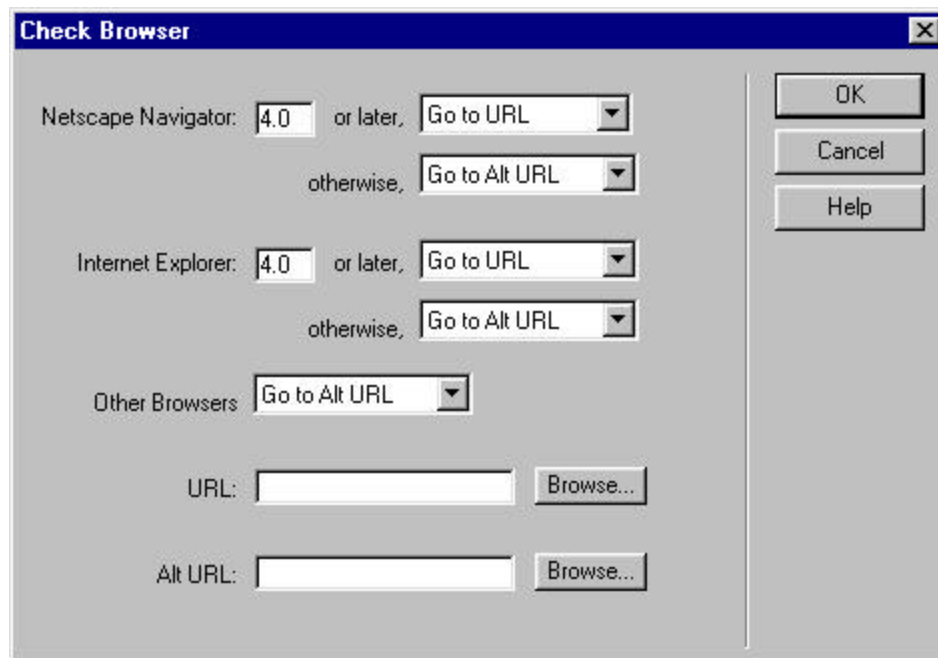 Check Browser
Netscape Navigator: 4.0 or later, Go to URL
OK
otherwise, Go to Alt URL
Cancel
Help
Internet Explorer: 4.0 or later, Go to URL
otherwise, Go to Alt URL
Other Browsers Go to Alt URL
URL: Browse...
Alt URL: Browse...